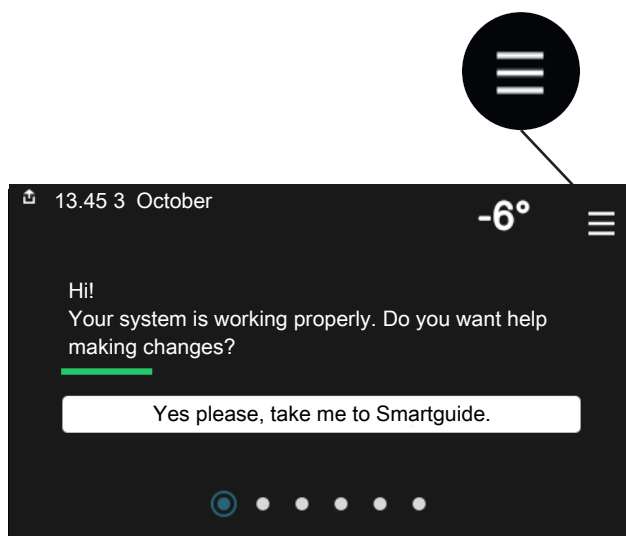 13.45 3 October
-6°
Hi!
Your system is working properly. Do you want help
making changes?
Yes please, take me to Smartguide.